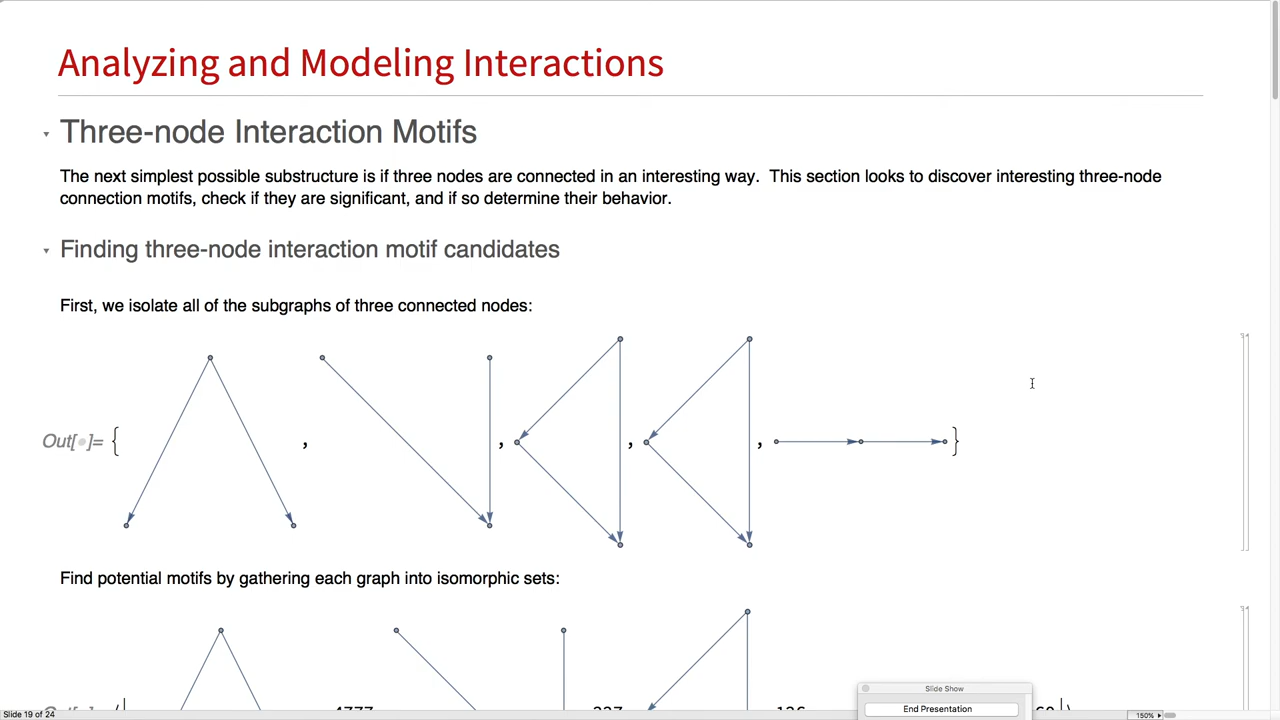 Analyzing and Modeling Interactions
Three-node Interaction Motifs
The next simplest possible substructure is if three nodes are connected in an interesting way. This section looks to discover interesting three-node
connection motifs, check if they are significant, and if so determine their behavior.
Finding three-node interaction motif candidates
First, we isolate all of the subgraphs of three connected nodes:
Out[●]= { , , , , }
Find potential motifs by gathering each graph into isomorphic sets:
Slide Show
End Presentation
Slide 19 of 24
150%